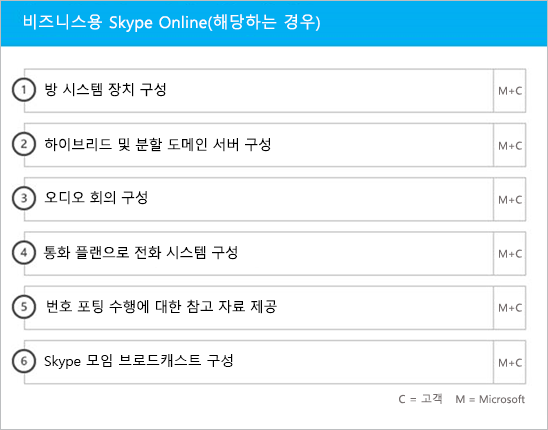 비즈니스용 Skype Online(해당하는 경우)
1 방 시스템 장치 구성 M+C
2 하이브리드 및 분할 도메인 서버 구성 M+C
3 오디오 회의 구성 M+C
4 통화 플랜으로 전화 시스템 구성 M+C
5 번호 포팅 수행에 대한 참고 자료 제공 M+C
6 Skype 모임 브로드캐스트 구성 M+C
C = 고객 M = Microsoft